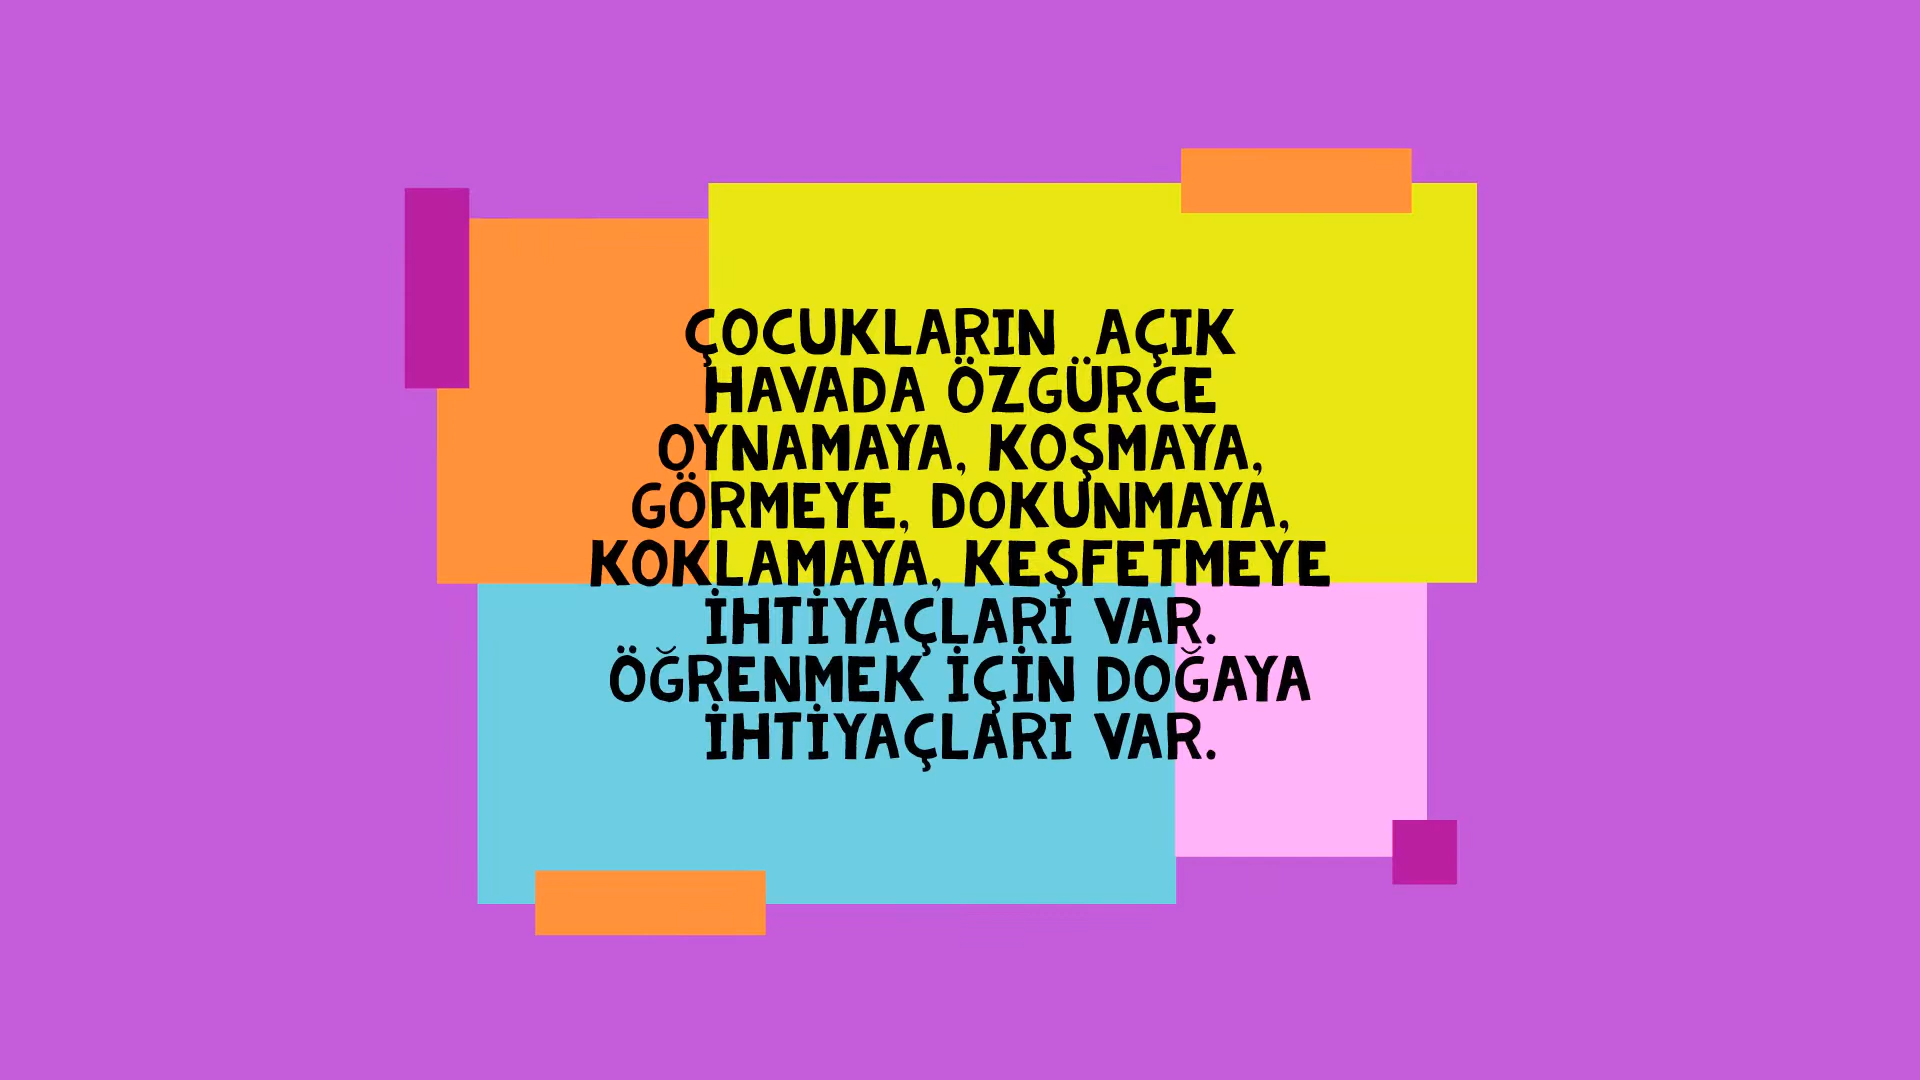 ÇOCUKLARIN AÇIK
HAVADA ÖZGÜRCE
OYNAMAYA, KOŞMAYA,
GÖRMEYE, DOKUNMAYA,
KOKLAMAYA, KEŞFETMEYE
İHTİYAÇLARI VAR.
ÖĞRENMEK İÇİN DOĞAYA
İHTİYAÇLARI VAR.